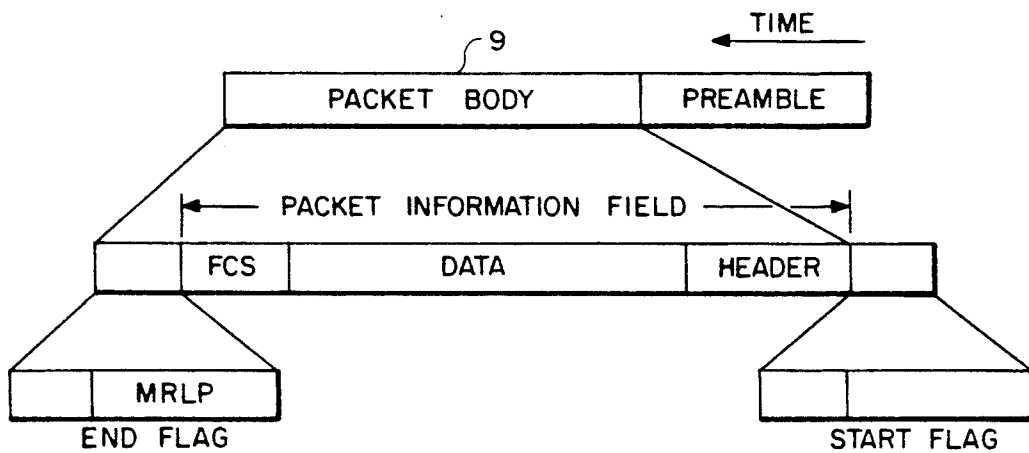 9
TIME
PACKET BODY
PREAMBLE
PACKET INFORMATION FIELD
FCS
DATA
HEADER
MRLP
END FLAG
START FLAG